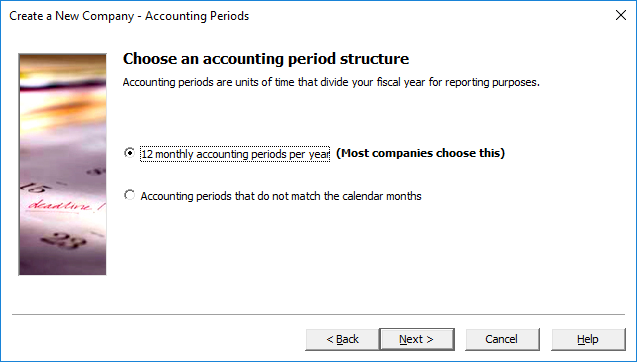 Create a New Company - Accounting Periods
Choose an accounting period structure
Accounting periods are units of time that divide your fiscal year for reporting purposes.
12 monthly accounting periods per year (Most companies choose this)
Accounting periods that do not match the calendar months
15
deadline!
23
< Back Next > Cancel Help